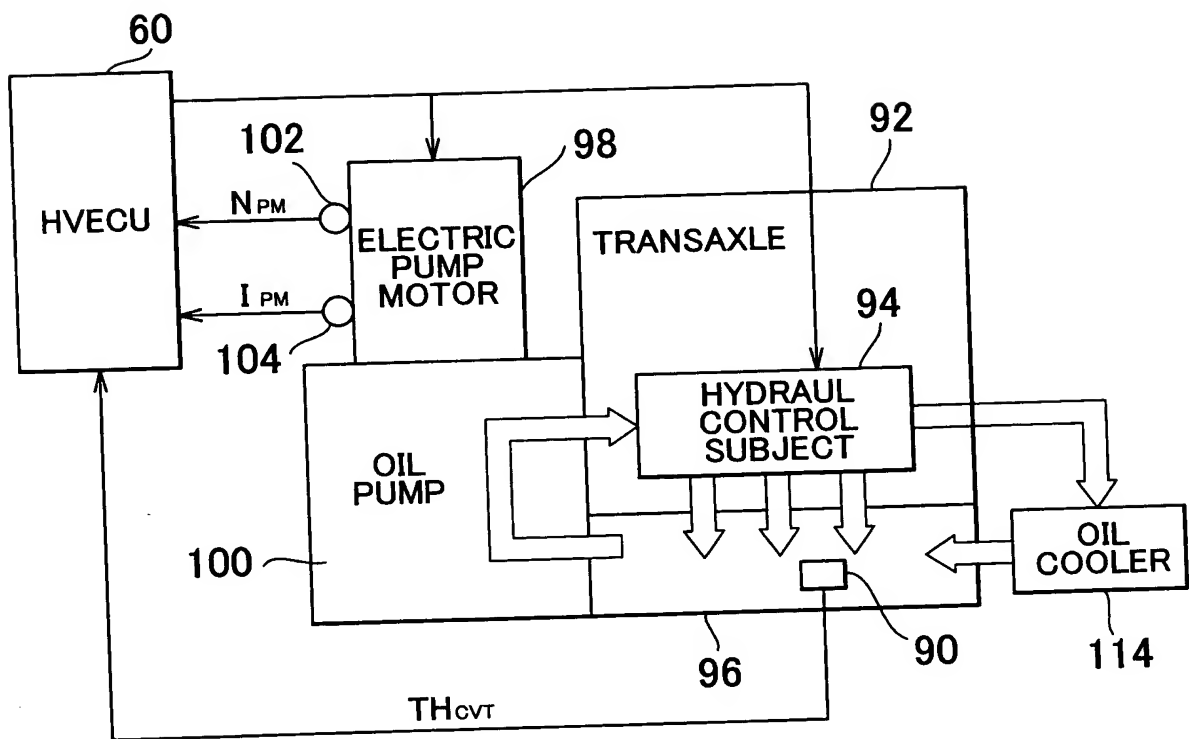 60
102
98
92
HVECU
NPM
ELECTRIC
PUMP
MOTOR
TRANSAXLE
IPM
104
94
HYDRAUL
CONTROL
SUBJECT
OIL
PUMP
100
OIL
COOLER
90
96
114
THCVT